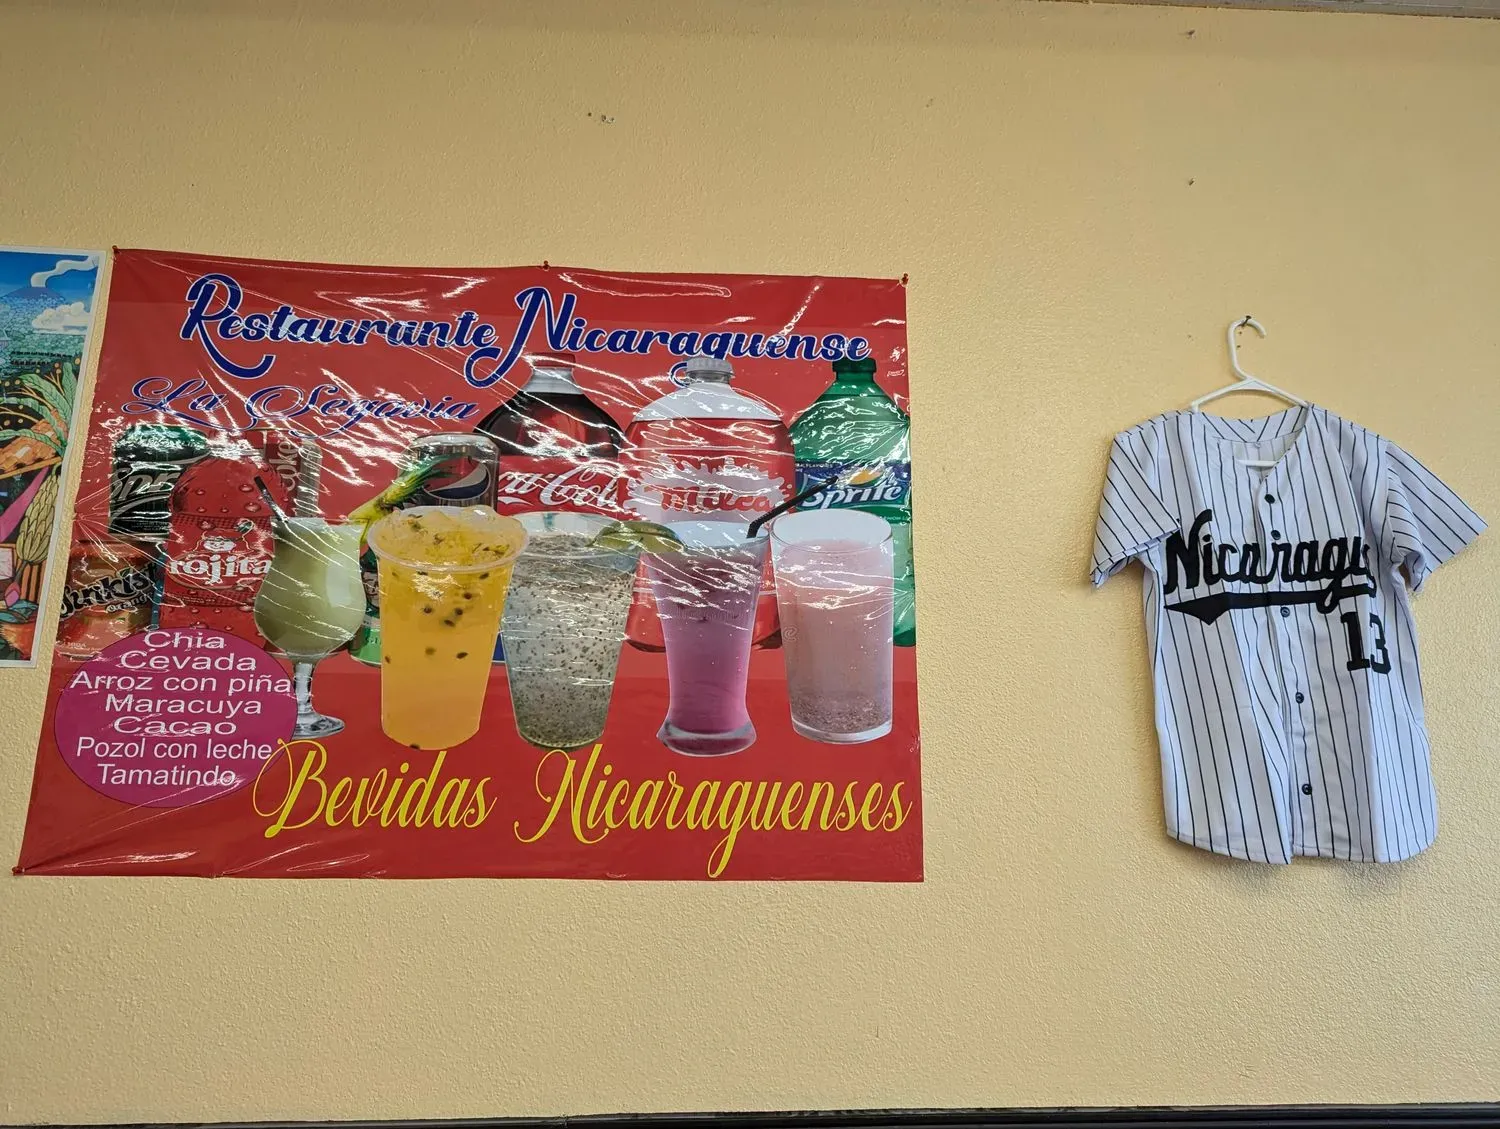 Restaurante Nicaraguense
La Segovia
Coca Cola
Sprite
rojita
Chia
Cevada
Arroz con piña
Maracuya
Cacao
Pozol con leche
Tamatindo
Bevidas Nicaraguenses
Nicaragu
13